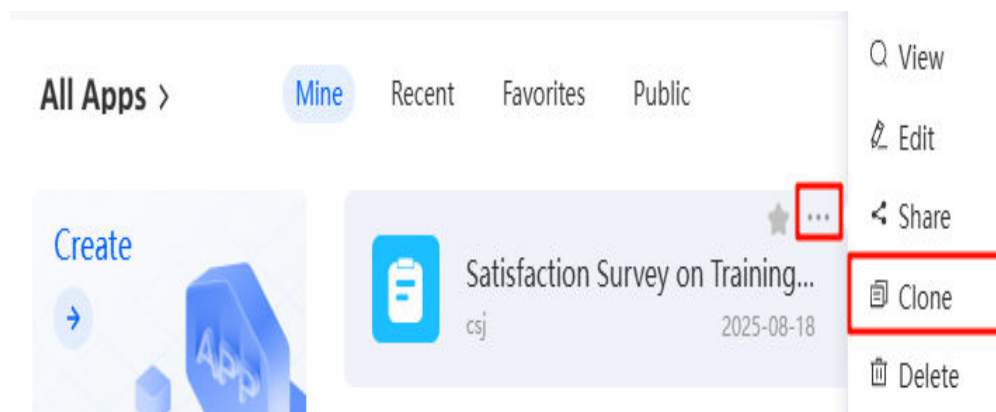 All Apps >
Mine Recent Favorites Public
Create
APP
Satisfaction Survey on Training...
csj 2025-08-18
View
Edit
Share
Clone
Delete